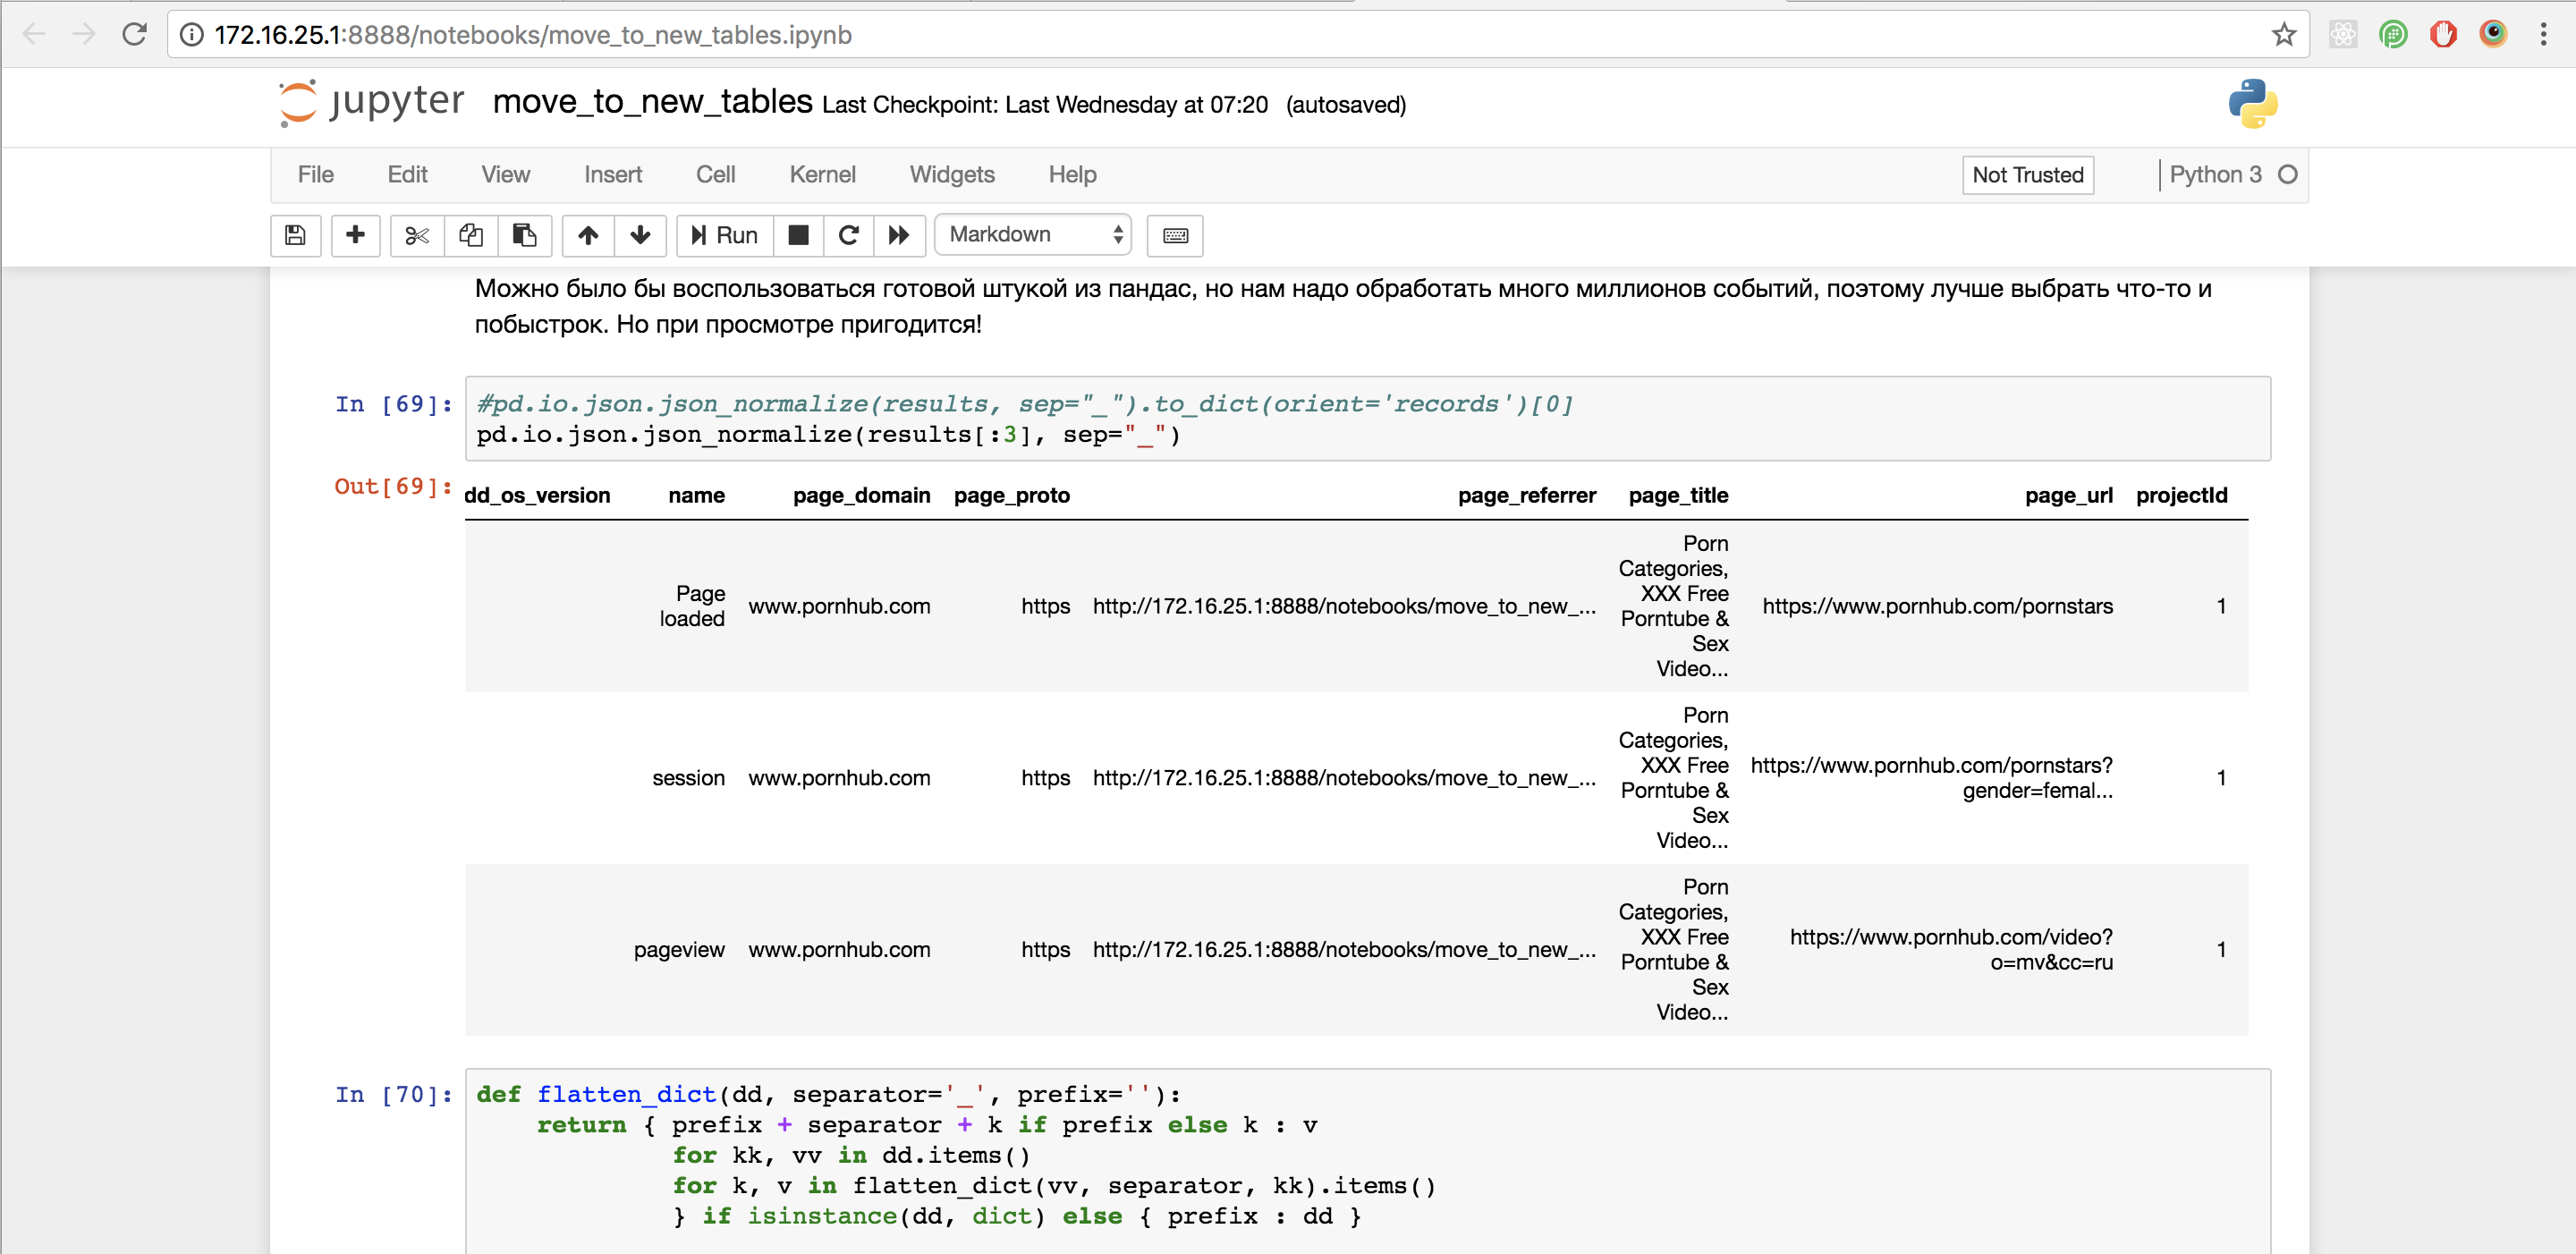 172.16.25.1:8888/notebooks/move_to_new_tables.ipynb
jupyter move_to_new_tables Last Checkpoint: Last Wednesday at 07:20 (autosaved)
File Edit View Insert Cell Kernel Widgets Help Not Trusted Python 3
Run Markdown
Можно было бы воспользоваться готовой штукой из пандас, но нам надо обработать много миллионов событий, поэтому лучше выбрать что-то и
побыстрок. Но при просмотре пригодится!
In [69]: #pd.io.json.json_normalize(results, sep="_").to_dict(orient='records')[0]
pd.io.json.json_normalize(results[:3], sep="_")
Out[69]: dd_os_version name page_domain page_proto page_referrer page_title page_url projectId
Page loaded www.pornhub.com https http://172.16.25.1:8888/notebooks/move_to_new_... Porn Categories, XXX Free Porntube & Sex Video... https://www.pornhub.com/pornstars 1
session www.pornhub.com https http://172.16.25.1:8888/notebooks/move_to_new_... Porn Categories, XXX Free Porntube & Sex Video... https://www.pornhub.com/pornstars?gender=femal... 1
pageview www.pornhub.com https http://172.16.25.1:8888/notebooks/move_to_new_... Porn Categories, XXX Free Porntube & Sex Video... https://www.pornhub.com/video?o=mv&cc=ru 1
In [70]: def flatten_dict(dd, separator='_', prefix=''):
return { prefix + separator + k if prefix else k : v
for kk, vv in dd.items()
for k, v in flatten_dict(vv, separator, kk).items()
} if isinstance(dd, dict) else { prefix : dd }